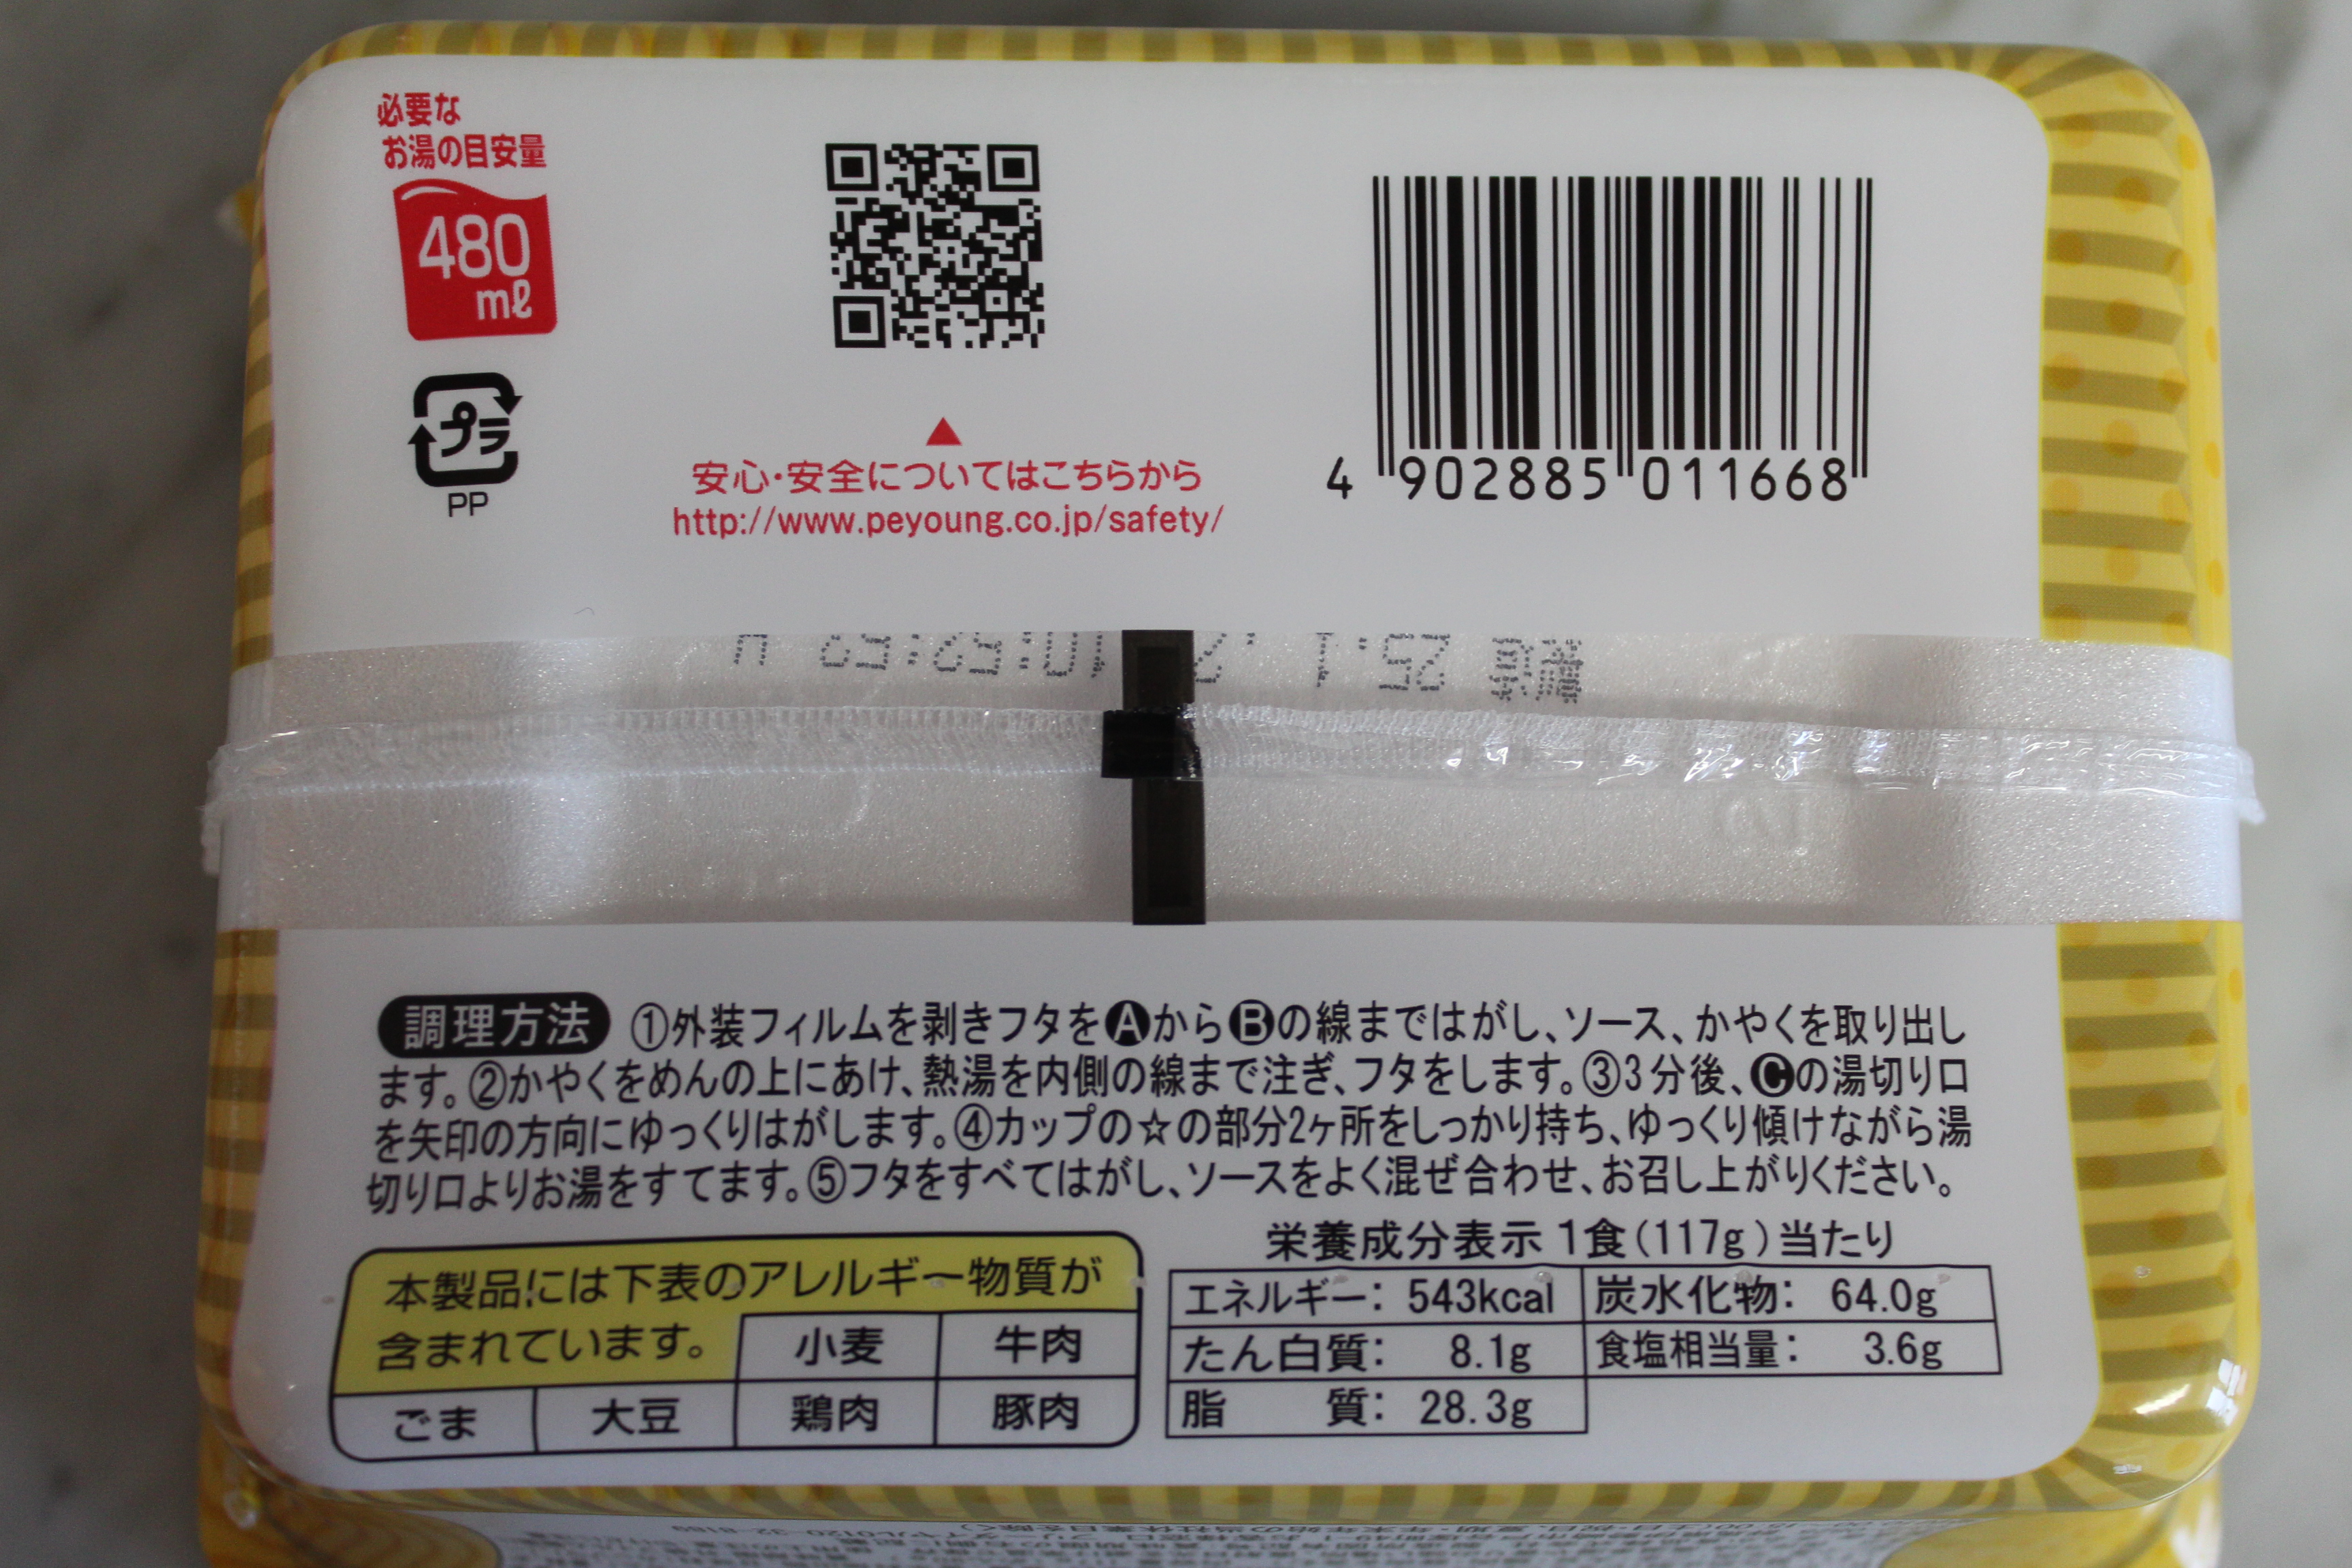 必要な
お湯の目安量
480
mℓ
プラ
PP
安心・安全についてはこちらから
http://www.peyoung.co.jp/safety/
4 902885 011668
調理方法 ①外装フィルムを剥きフタをⒶからⒷの線まではがし、ソース、かやくを取り出し
ます。②かやくをめんの上にあけ、熱湯を内側の線まで注ぎ、フタをします。③3分後、Ⓒの湯切り口
を矢印の方向にゆっくりはがします。④カップの☆の部分2ヶ所をしっかり持ち、ゆっくり傾けながら湯
切り口よりお湯をすてます。⑤フタをすべてはがし、ソースをよく混ぜ合わせ、お召し上がりください。
本製品には下表のアレルギー物質が
含まれています。 小麦 牛肉
ごま 大豆 鶏肉 豚肉
栄養成分表示 1食(117g)当たり
エネルギー: 543kcal 炭水化物: 64.0g
たん白質: 8.1g 食塩相当量: 3.6g
脂 質: 28.3g